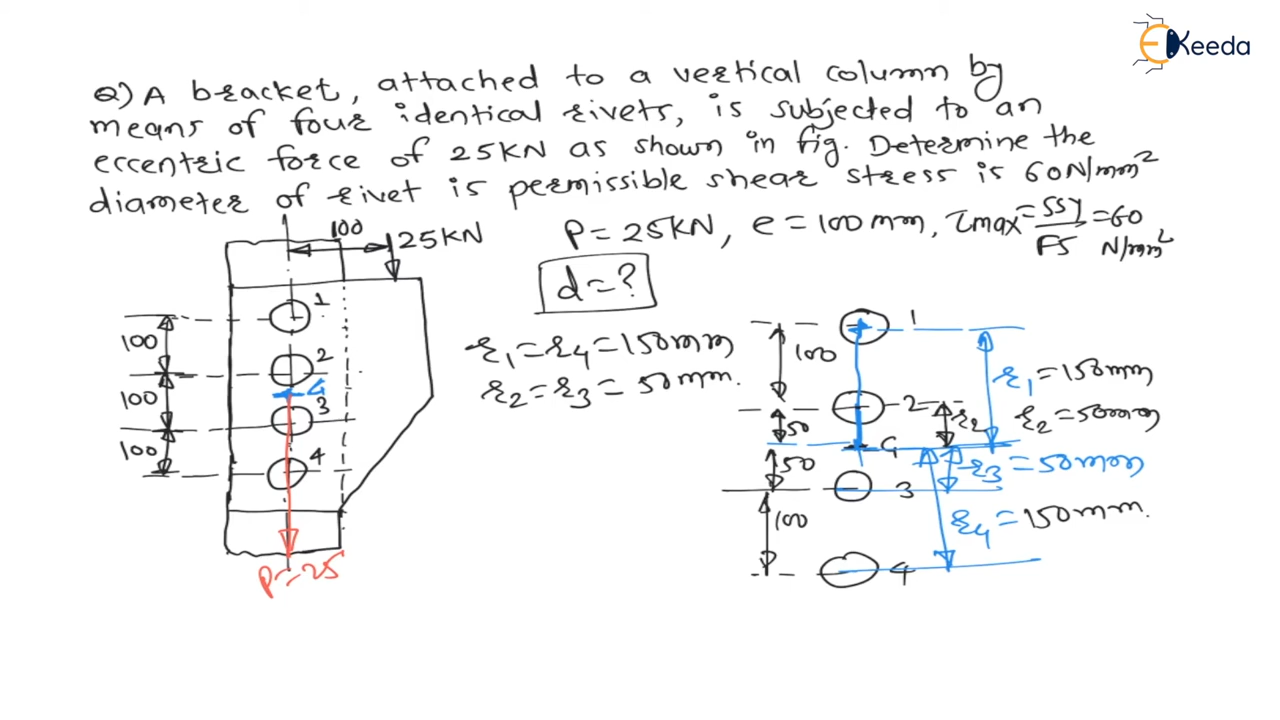 Keeda
Q) A bracket, attached to a vertical column by
means of four identical rivets, is subjected to an
eccentric force of 25KN as shown in fig. Determine the
diameter of rivet is permissible shear stress is 60N/mm²
P=25KN, e=100mm, τmax=SSY/FS=60 N/mm²
d=?
100
25KN
1
100
2
100
G
3
100
4
P=25
r1=r4=150mm
r2=r3=50mm.
1
100
r1=150mm
2
r2
r2=50mm
50
G
50
r3=50mm
3
100
r4=150mm.
4